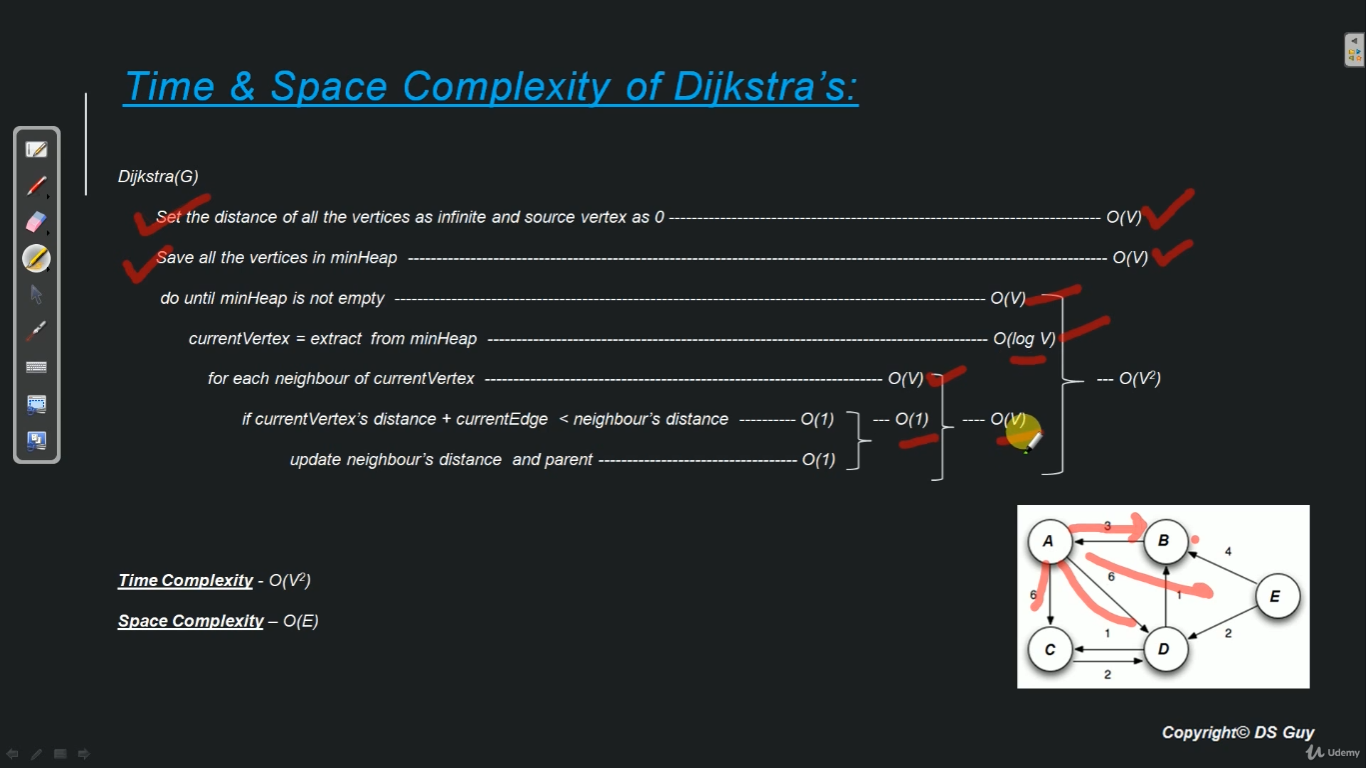 Time & Space Complexity of Dijkstra's:
Dijkstra(G)
Set the distance of all the vertices as infinite and source vertex as 0 ---------------------------------------------------------------------------------- O(V)
Save all the vertices in minHeap ---------------------------------------------------------------------------------------------------------------------------------- O(V)
do until minHeap is not empty ------------------------------------------------------------------------------------------------------------- O(V)
currentVertex = extract from minHeap --------------------------------------------------------------------------------------------- O(log V)
for each neighbour of currentVertex -------------------------------------------------------------------------- O(V) --- O(V²)
if currentVertex's distance + currentEdge < neighbour's distance ---------- O(1) --- O(1) ---- O(V)
update neighbour's distance and parent ------------------------------------- O(1)
A 3 B 4
6 6 1 E
C 1 D 2
2
Time Complexity - O(V²)
Space Complexity – O(E)
Copyright© DS Guy
Udemy